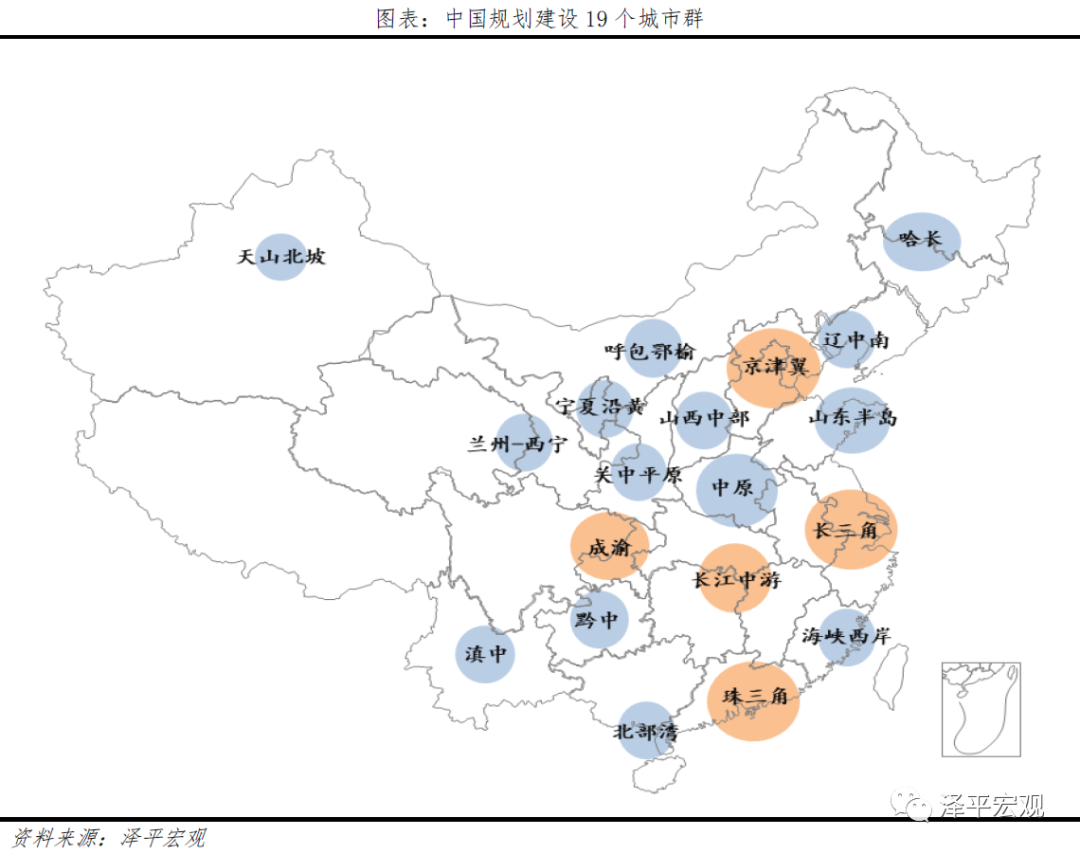 图表：中国规划建设 19 个城市群
哈长
天山北坡
辽中南
呼包鄂榆
京津翼
宁夏沿黄
山西中部
山东半岛
兰州-西宁
关中平原
中原
长三角
成渝
长江中游
黔中
海峡西岸
滇中
珠三角
北部湾
泽平宏观
资料来源：泽平宏观